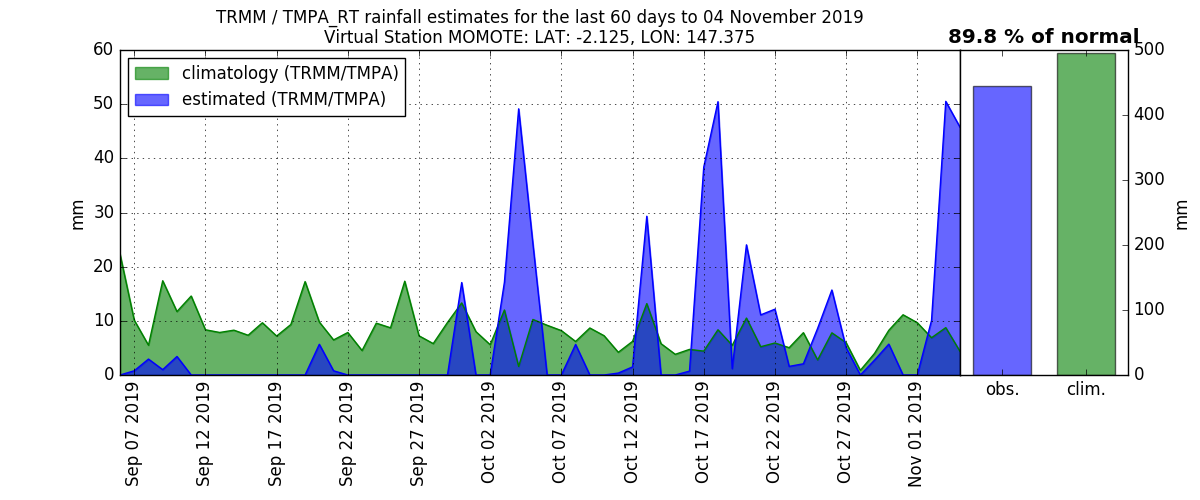 TRMM / TMPA_RT rainfall estimates for the last 60 days to 04 November 2019
Virtual Station MOMOTE: LAT: -2.125, LON: 147.375
89.8 % of normal
climatology (TRMM/TMPA)
estimated (TRMM/TMPA)
60
50
40
30
20
10
0
mm
500
400
300
200
100
0
mm
Sep 07 2019
Sep 12 2019
Sep 17 2019
Sep 22 2019
Sep 27 2019
Oct 02 2019
Oct 07 2019
Oct 12 2019
Oct 17 2019
Oct 22 2019
Oct 27 2019
Nov 01 2019
obs.
clim.